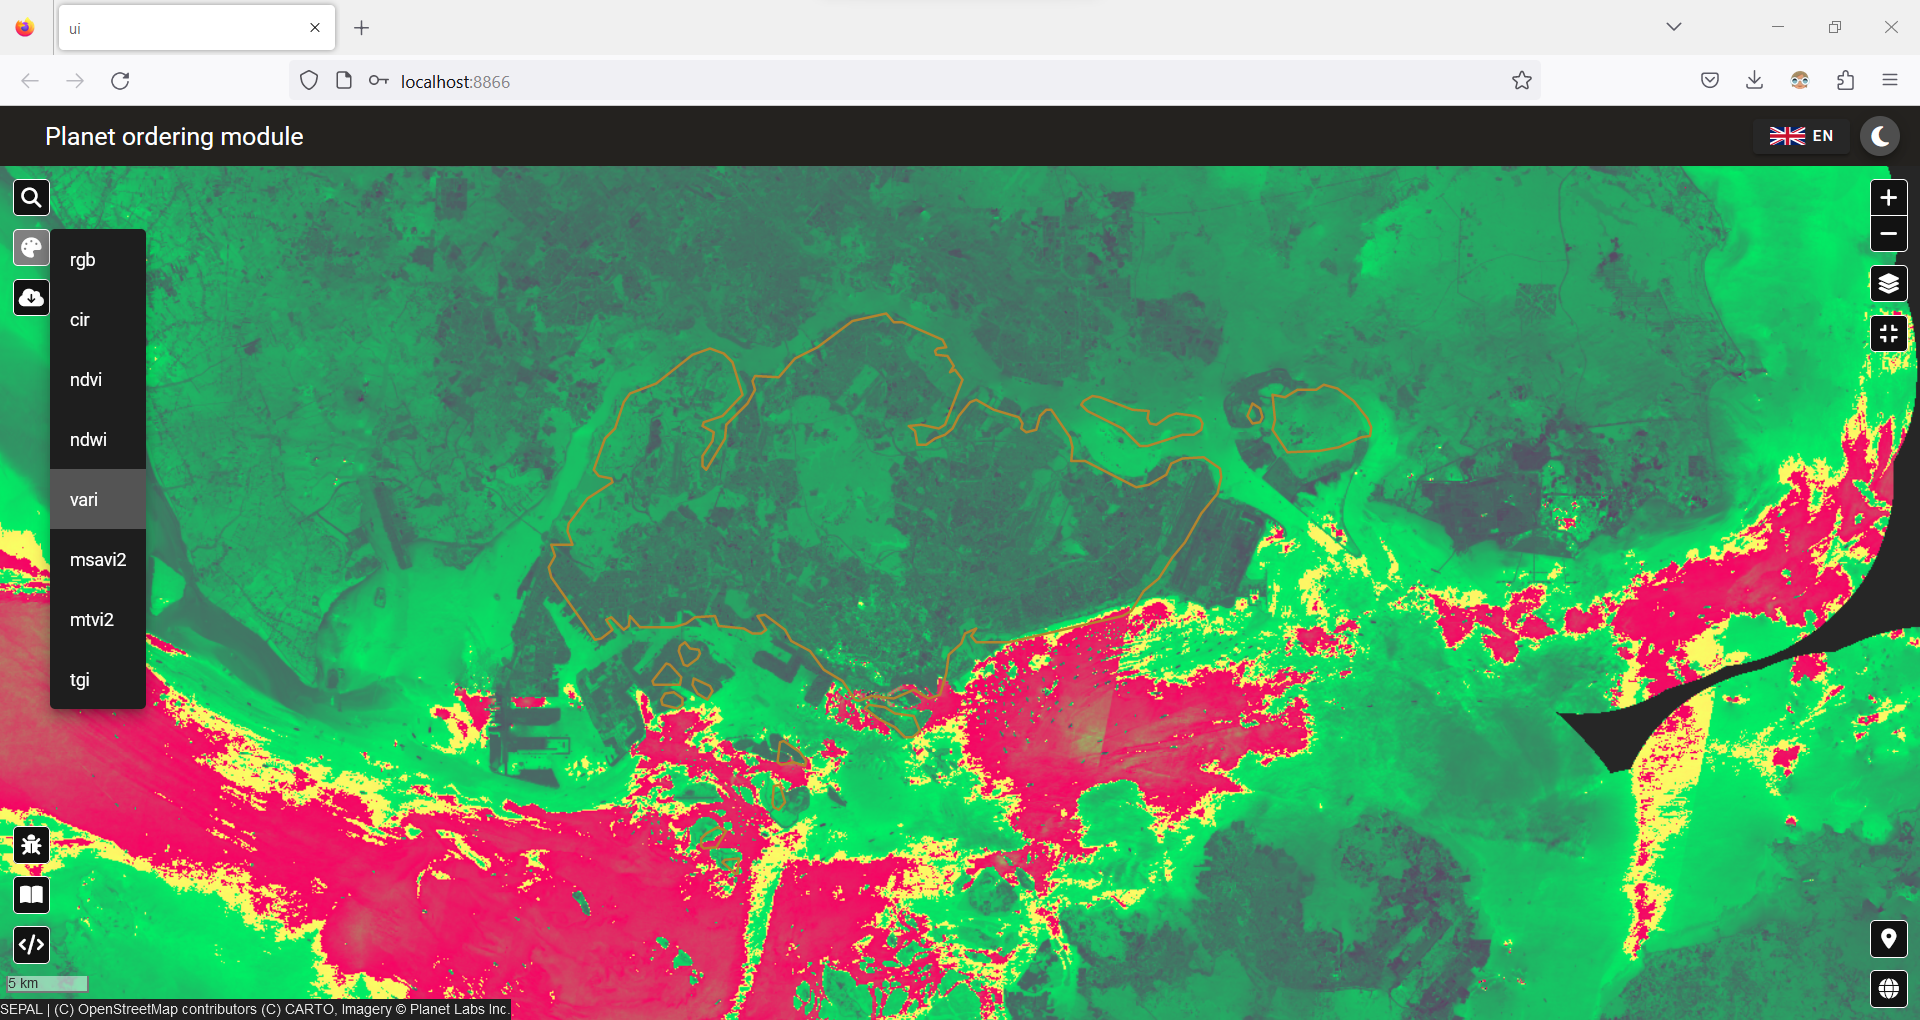 ui
localhost:8866
Planet ordering module
EN
rgb
cir
ndvi
ndwi
vari
msavi2
mtvi2
tgi
5 km
SEPAL | (C) OpenStreetMap contributors (C) CARTO, Imagery © Planet Labs Inc.